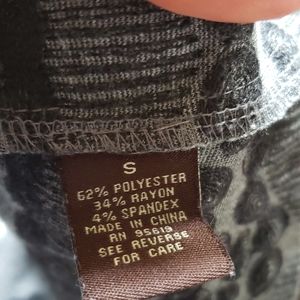 S
62% POLYESTER
34% RAYON
4% SPANDEX
MADE IN CHINA
RN 95619
SEE REVERSE
FOR CARE